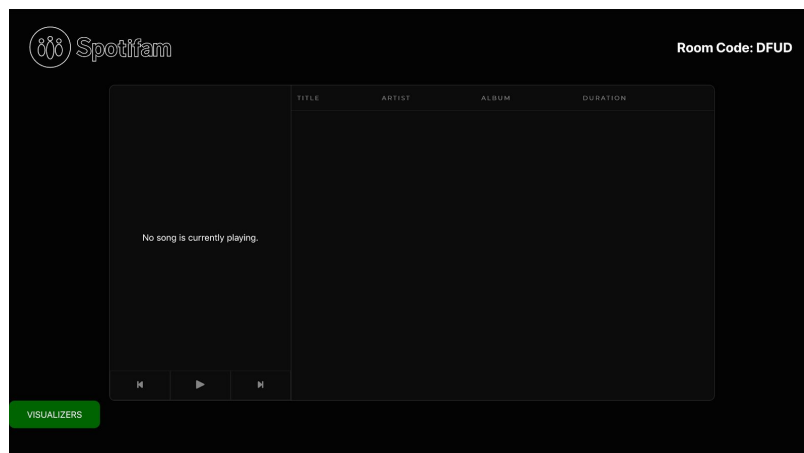 Spotifam
Room Code: DFUD
TITLE ARTIST ALBUM DURATION
No song is currently playing.
VISUALIZERS